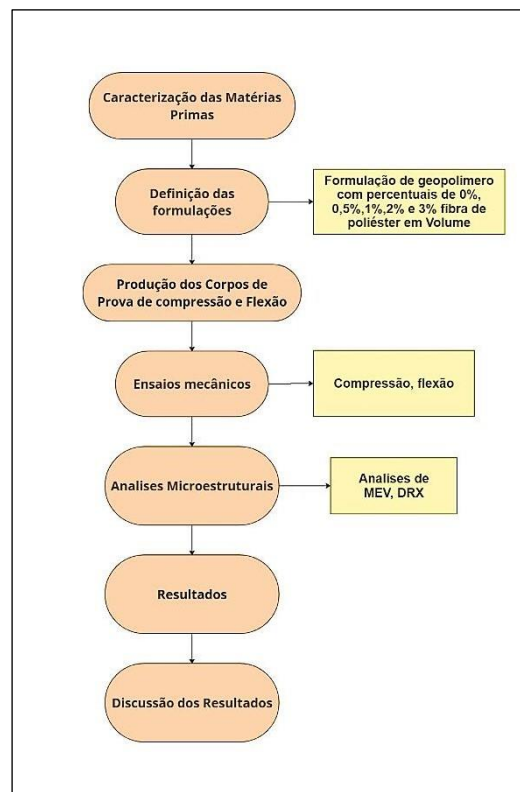 Caracterização das Matérias
Primas
Definição das
formulações
Formulação de geopolimero
com percentuais de 0%,
0,5%,1%,2% e 3% fibra de
poliéster em Volume
Produção dos Corpos de
Prova de compressão e Flexão
Ensaios mecânicos
Compressão, flexão
Analises Microestruturais
Analises de
MEV, DRX
Resultados
Discussão dos Resultados